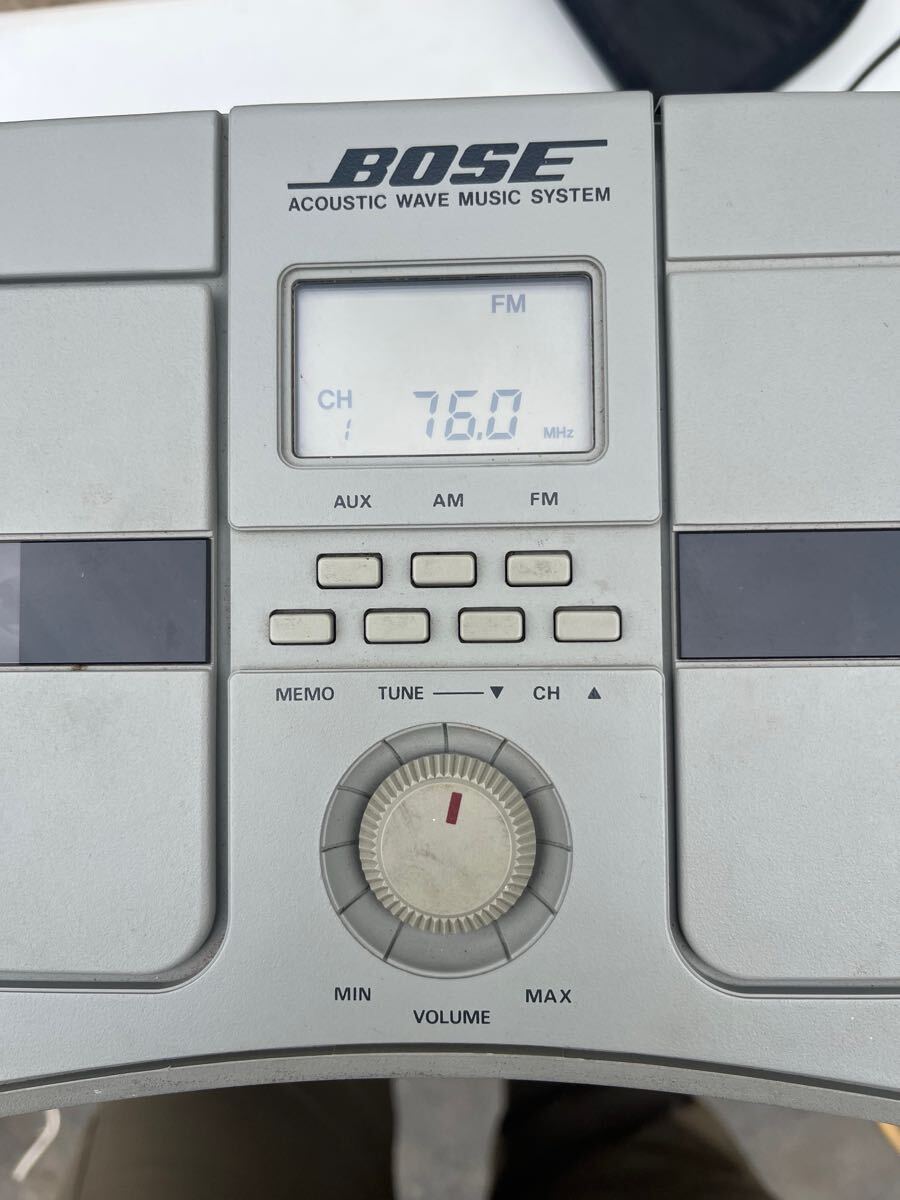 BOSE
ACOUSTIC WAVE MUSIC SYSTEM
FM
CH
1 76.0 MHz
AUX AM FM
MEMO TUNE ▼ CH ▲
MIN MAX
VOLUME